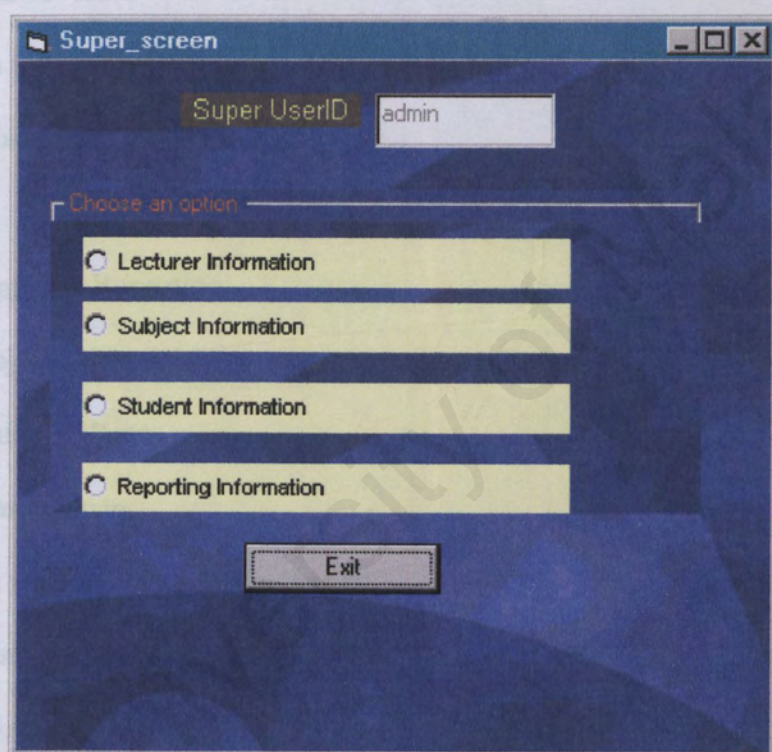 Super_screen
Super UserID admin
Choose an option
Lecturer Information
Subject Information
Student Information
Reporting Information
Exit